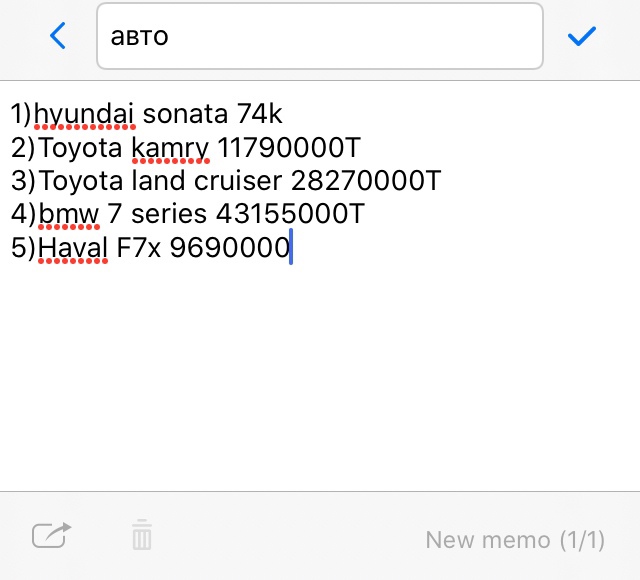 авто
1)hyundai sonata 74k
2)Toyota kamry 11790000T
3)Toyota land cruiser 28270000T
4)bmw 7 series 43155000T
5)Haval F7x 9690000
New memo (1/1)